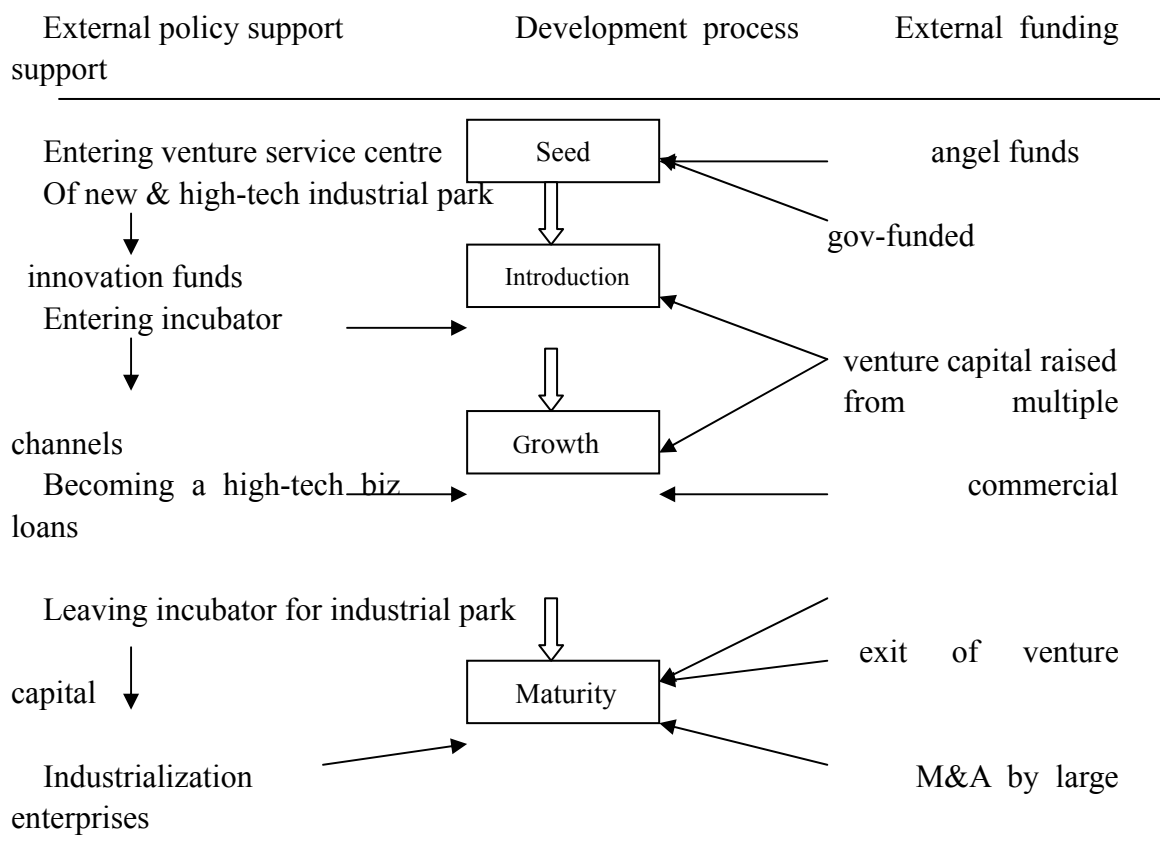 External policy support Development process External funding
support
Entering venture service centre Seed angel funds
Of new & high-tech industrial park
gov-funded
innovation funds Introduction
Entering incubator
venture capital raised
from multiple
channels Growth
Becoming a high-tech biz commercial
loans
Leaving incubator for industrial park
exit of venture
capital Maturity
Industrialization M&A by large
enterprises